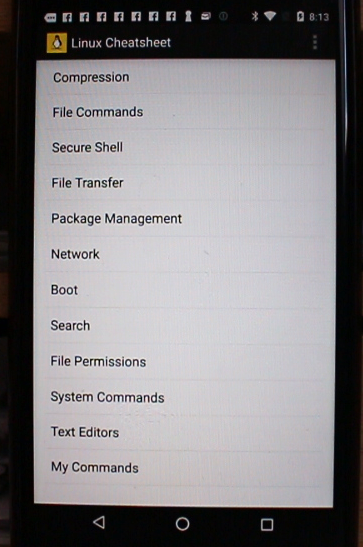 8:13
Linux Cheatsheet
Compression
File Commands
Secure Shell
File Transfer
Package Management
Network
Boot
Search
File Permissions
System Commands
Text Editors
My Commands